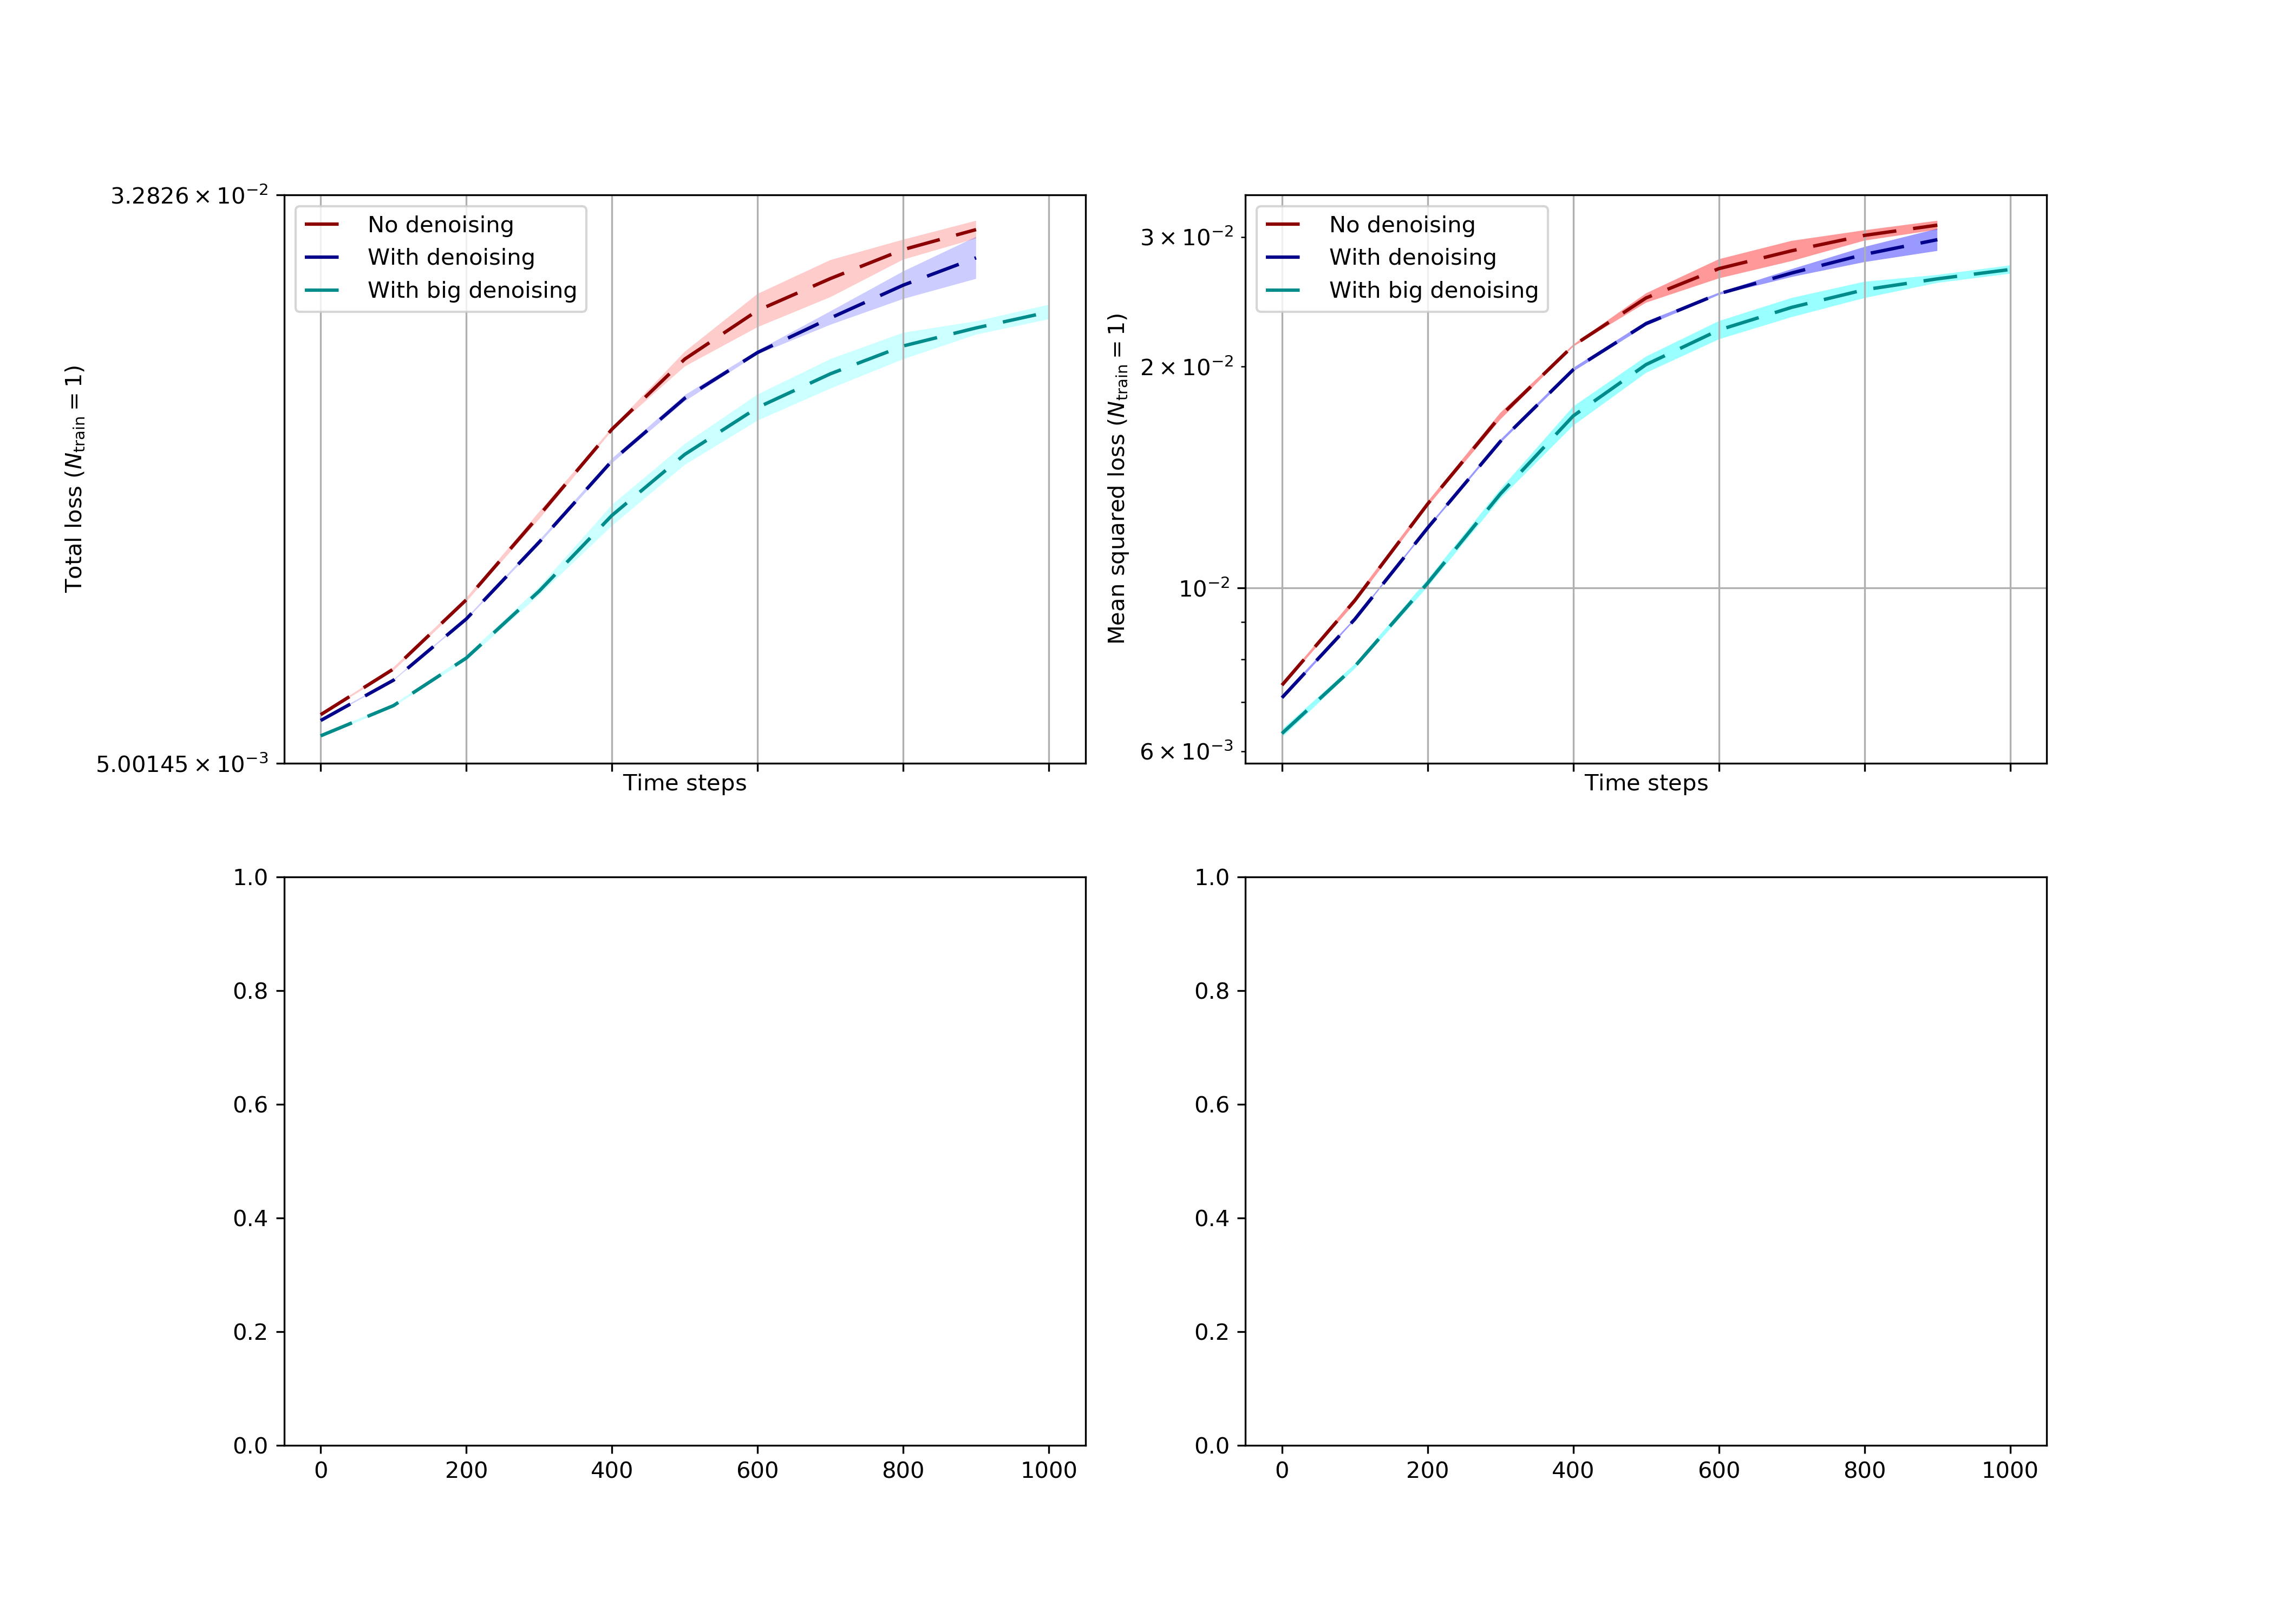 3.2826 × 10⁻²
5.00145 × 10⁻³
Total loss (N_train = 1)
No denoising
With denoising
With big denoising
Time steps
3 × 10⁻²
2 × 10⁻²
10⁻²
6 × 10⁻³
Mean squared loss (N_train = 1)
No denoising
With denoising
With big denoising
Time steps
1.0
0.8
0.6
0.4
0.2
0.0
0 200 400 600 800 1000
1.0
0.8
0.6
0.4
0.2
0.0
0 200 400 600 800 1000